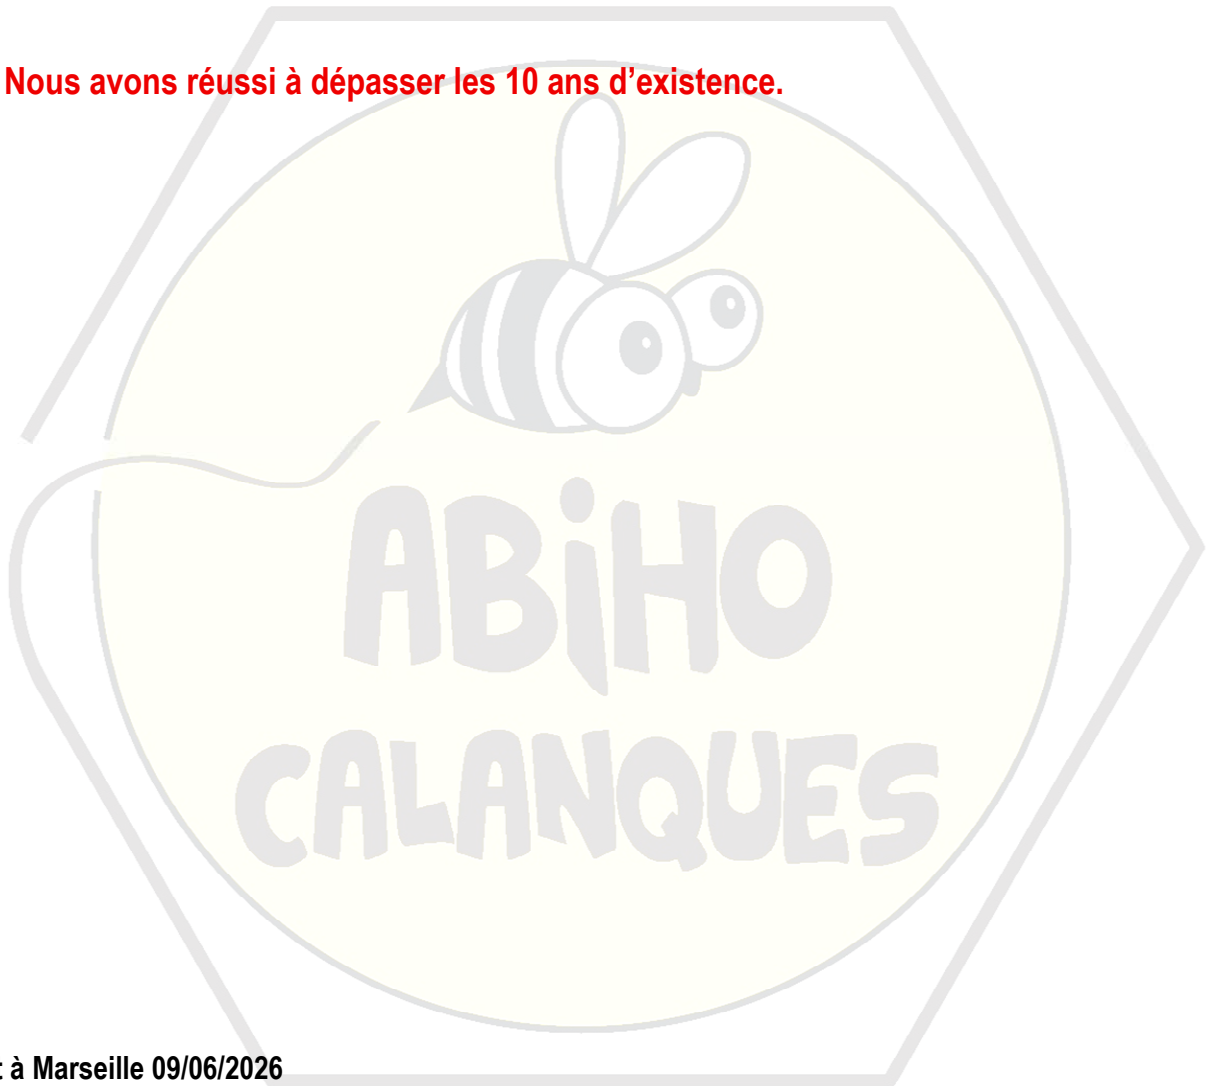 Nous avons réussi à dépasser les 10 ans d’existence.
ABiHO
CALANQUES
à Marseille 09/06/2026